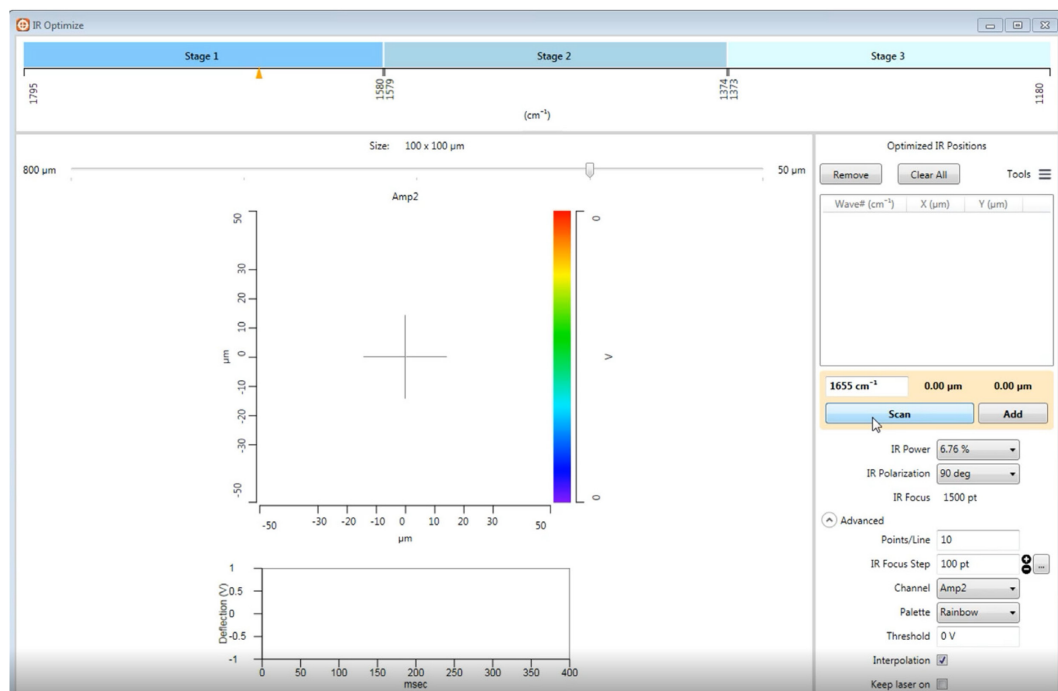 IR Optimize
Stage 1 Stage 2 Stage 3
1795 1580 1579 1374 1373 1180
(cm⁻¹)
Size: 100 x 100 µm
800 µm 50 µm
Amp2
50
30
20
10
0
-10
-20
-30
-50
µm
-50 -30 -20 -10 0 10 20 30 50
µm
0
V
0
1
0.5
0
-0.5
-1
Deflection (V)
0 50 100 150 200 250 300 350 400
msec
Optimized IR Positions
Remove Clear All Tools
Wave# (cm⁻¹) X (µm) Y (µm)
1655 cm⁻¹ 0.00 µm 0.00 µm
Scan Add
IR Power 6.76 %
IR Polarization 90 deg
IR Focus 1500 pt
Advanced
Points/Line 10
IR Focus Step 100 pt ...
Channel Amp2
Palette Rainbow
Threshold 0 V
Interpolation
Keep laser on